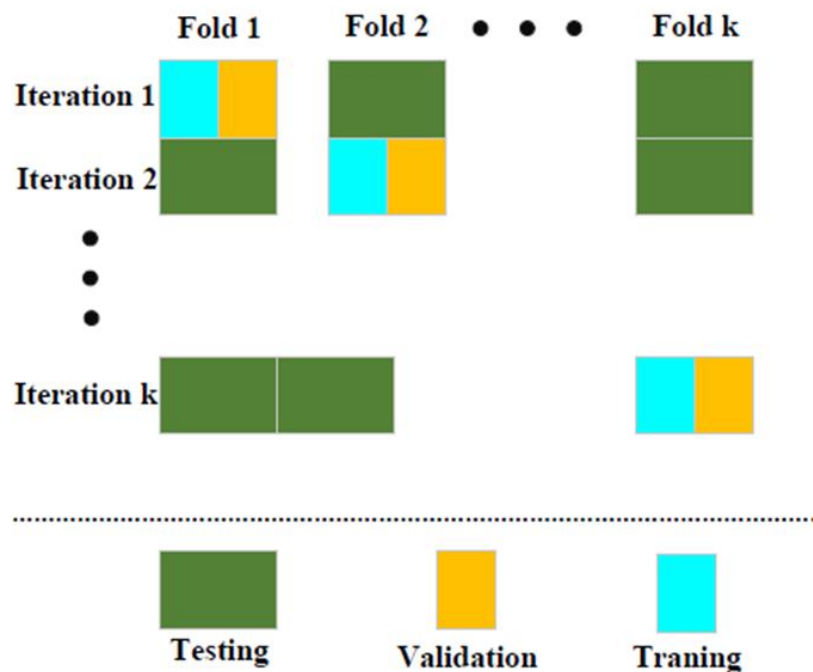 Fold 1 Fold 2 Fold k
Iteration 1
Iteration 2
Iteration k
Testing Validation Traning